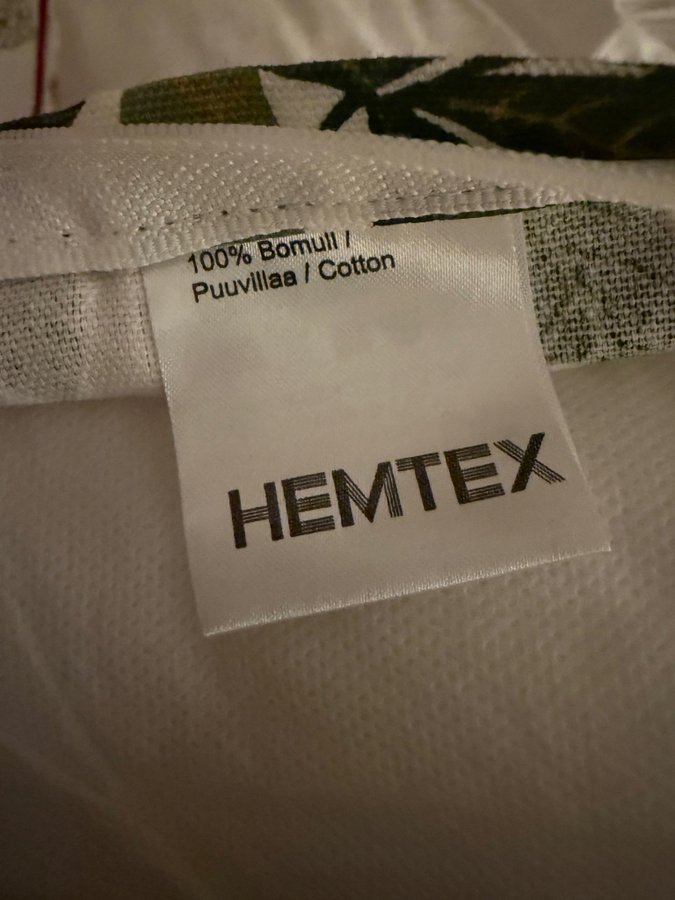 100% Bomull /
Puuvillaa / Cotton
HEMTEX